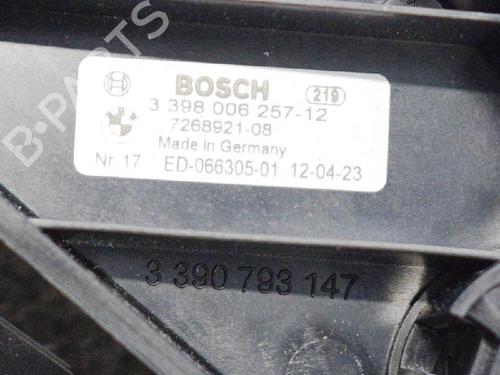 B-PARTS
BOSCH 219
3 398 006 257-12
7268921-08
Made in Germany
Nr 17 ED-066305-01 12-04-23
3 390 793 147